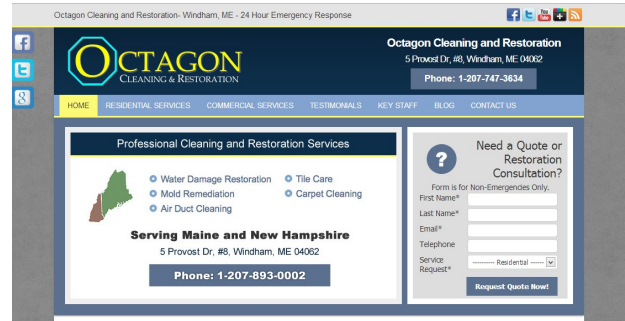 Octagon Cleaning and Restoration- Windham, ME - 24 Hour Emergency Response
You
Tube
OCTAGON
CLEANING & RESTORATION
Octagon Cleaning and Restoration
5 Provost Dr, #8, Windham, ME 04062
Phone: 1-207-747-3634
HOME RESIDENTIAL SERVICES COMMERCIAL SERVICES TESTIMONIALS KEY STAFF BLOG CONTACT US
Professional Cleaning and Restoration Services
Water Damage Restoration Tile Care
Mold Remediation Carpet Cleaning
Air Duct Cleaning
Serving Maine and New Hampshire
5 Provost Dr, #8, Windham, ME 04062
Phone: 1-207-893-0002
?
Need a Quote or
Restoration
Consultation?
Form is for Non-Emergencies Only.
First Name*
Last Name*
Email*
Telephone
Service
Request*
---------- Residential ------
Request Quote Now!